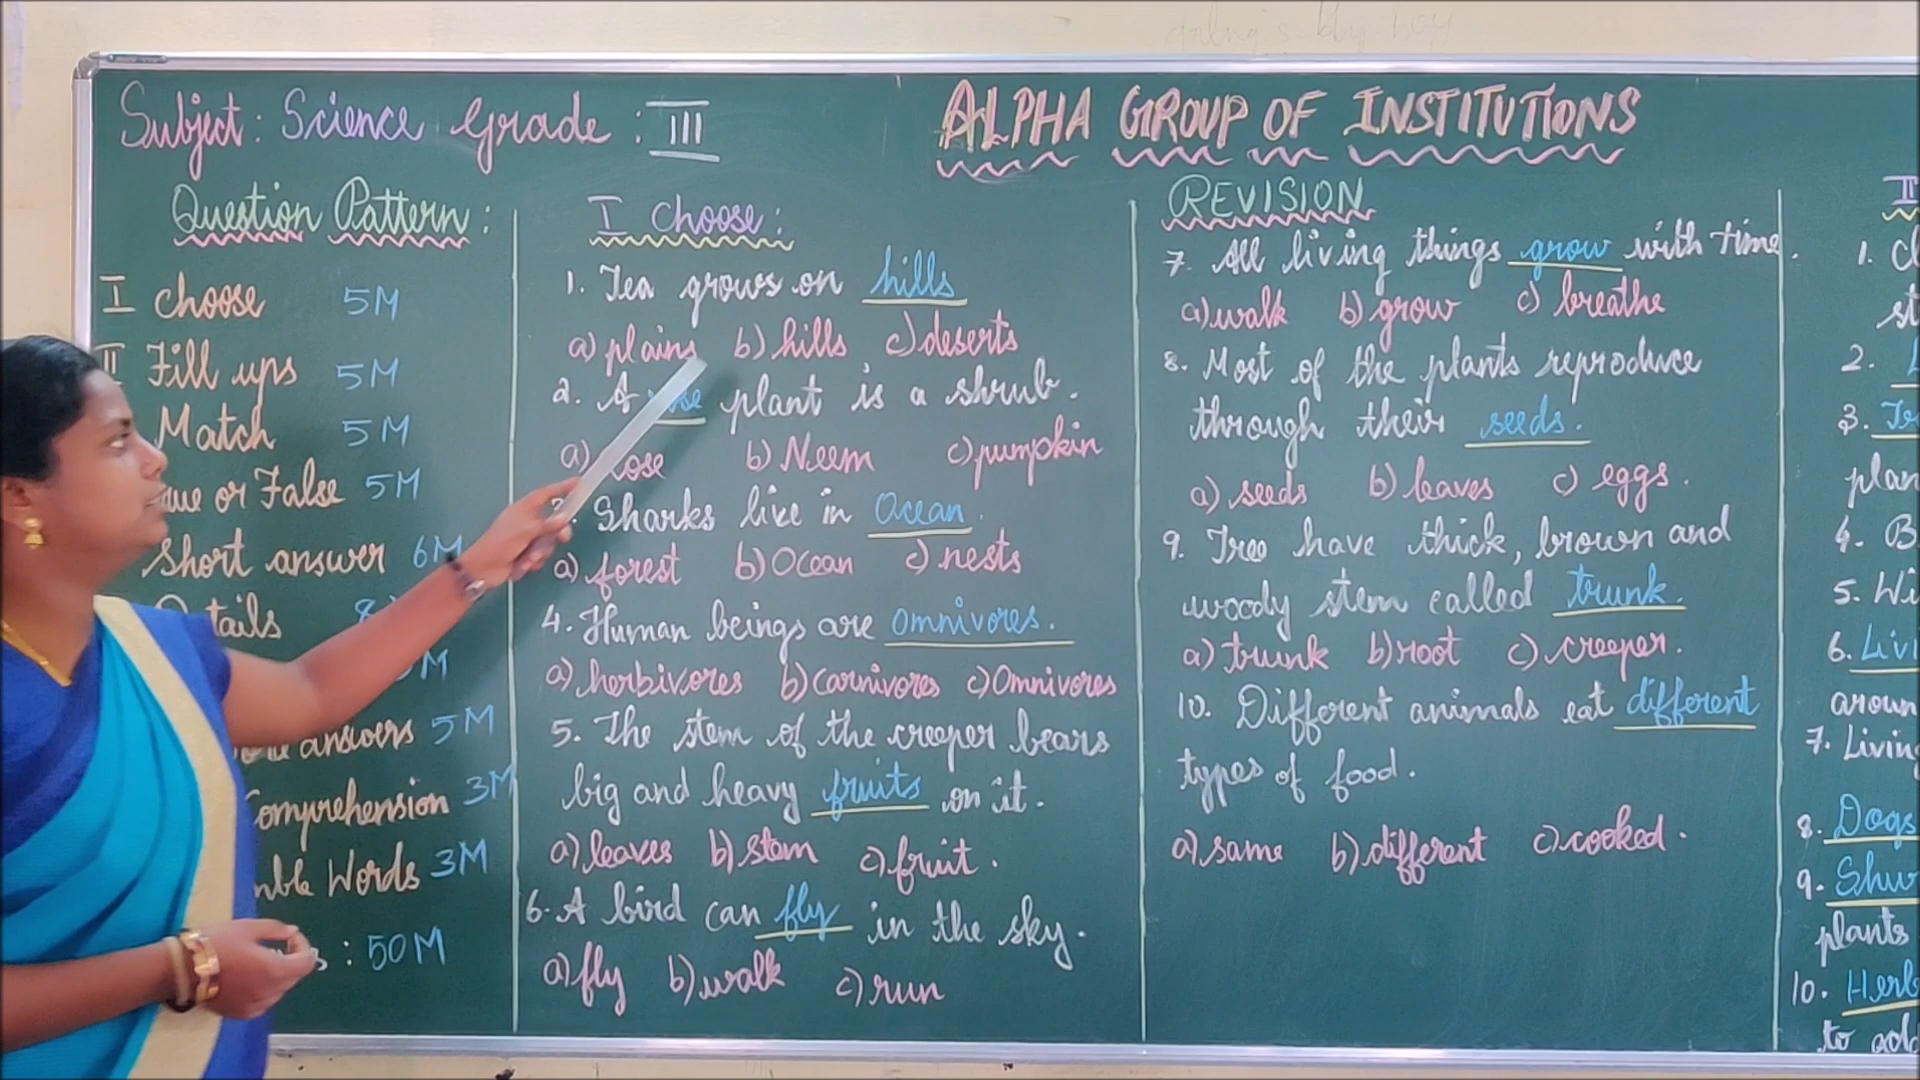 Subject: Science Grade: III
ALPHA GROUP OF INSTITUTIONS
Question Pattern:
I choose 5M
II Fill ups 5M
Match 5M
or False 5M
Short answer 6M
answers 5M
Comprehension 3M
Words 3M
: 50M
I Choose:
1. Tea grows on hills
a) plains b) hills c) deserts
2. A plant is a shrub.
a) b) Neem c) pumpkin
Sharks live in Ocean.
a) forest b) Ocean c) nests
4. Human beings are omnivores.
a) herbivores b) carnivores c) Omnivores
5. The stem of the creeper bears
big and heavy fruits on it.
a) leaves b) stem c) fruit.
6. A bird can fly in the sky.
a) fly b) walk c) run
REVISION
7. All living things grow with time.
a) walk b) grow c) breathe
8. Most of the plants reproduce
through their seeds.
a) seeds b) leaves c) eggs.
9. Tree have thick, brown and
woody stem called trunk.
a) trunk b) root c) creeper.
10. Different animals eat different
types of food.
a) same b) different c) cooked.
1.
2.
3.
4.
5.
6.
7. Living
8. Dogs
9.
plants
10.
to